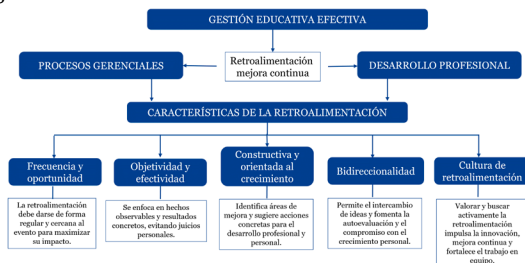 GESTIÓN EDUCATIVA EFECTIVA
PROCESOS GERENCIALES
Retroalimentación
mejora continua
DESARROLLO PROFESIONAL
CARACTERÍSTICAS DE LA RETROALIMENTACIÓN
Frecuencia y
oportunidad
La retroalimentación
debe darse de forma
regular y cercana al
evento para maximizar
su impacto.
Objetividad y
efectividad
Se enfoca en hechos
observables y resultados
concretos, evitando juicios
personales.
Constructiva y
orientada al
crecimiento
Identifica áreas de
mejora y sugiere acciones
concretas para el
desarrollo profesional y
personal.
Bidireccionalidad
Permite el intercambio
de ideas y fomenta la
autoevaluación y el
compromiso con el
crecimiento personal.
Cultura de
retroalimentación
Valorar y buscar
activamente la
retroalimentación
impulsa la innovación,
mejora continua y
fortalece el trabajo en
equipo.